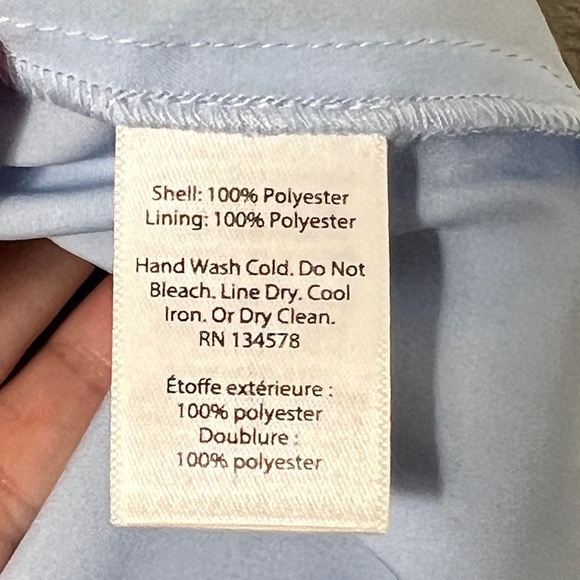 Shell: 100% Polyester
Lining: 100% Polyester
Hand Wash Cold. Do Not
Bleach. Line Dry. Cool
Iron. Or Dry Clean.
RN 134578
Étoffe extérieure :
100% polyester
Doublure :
100% polyester